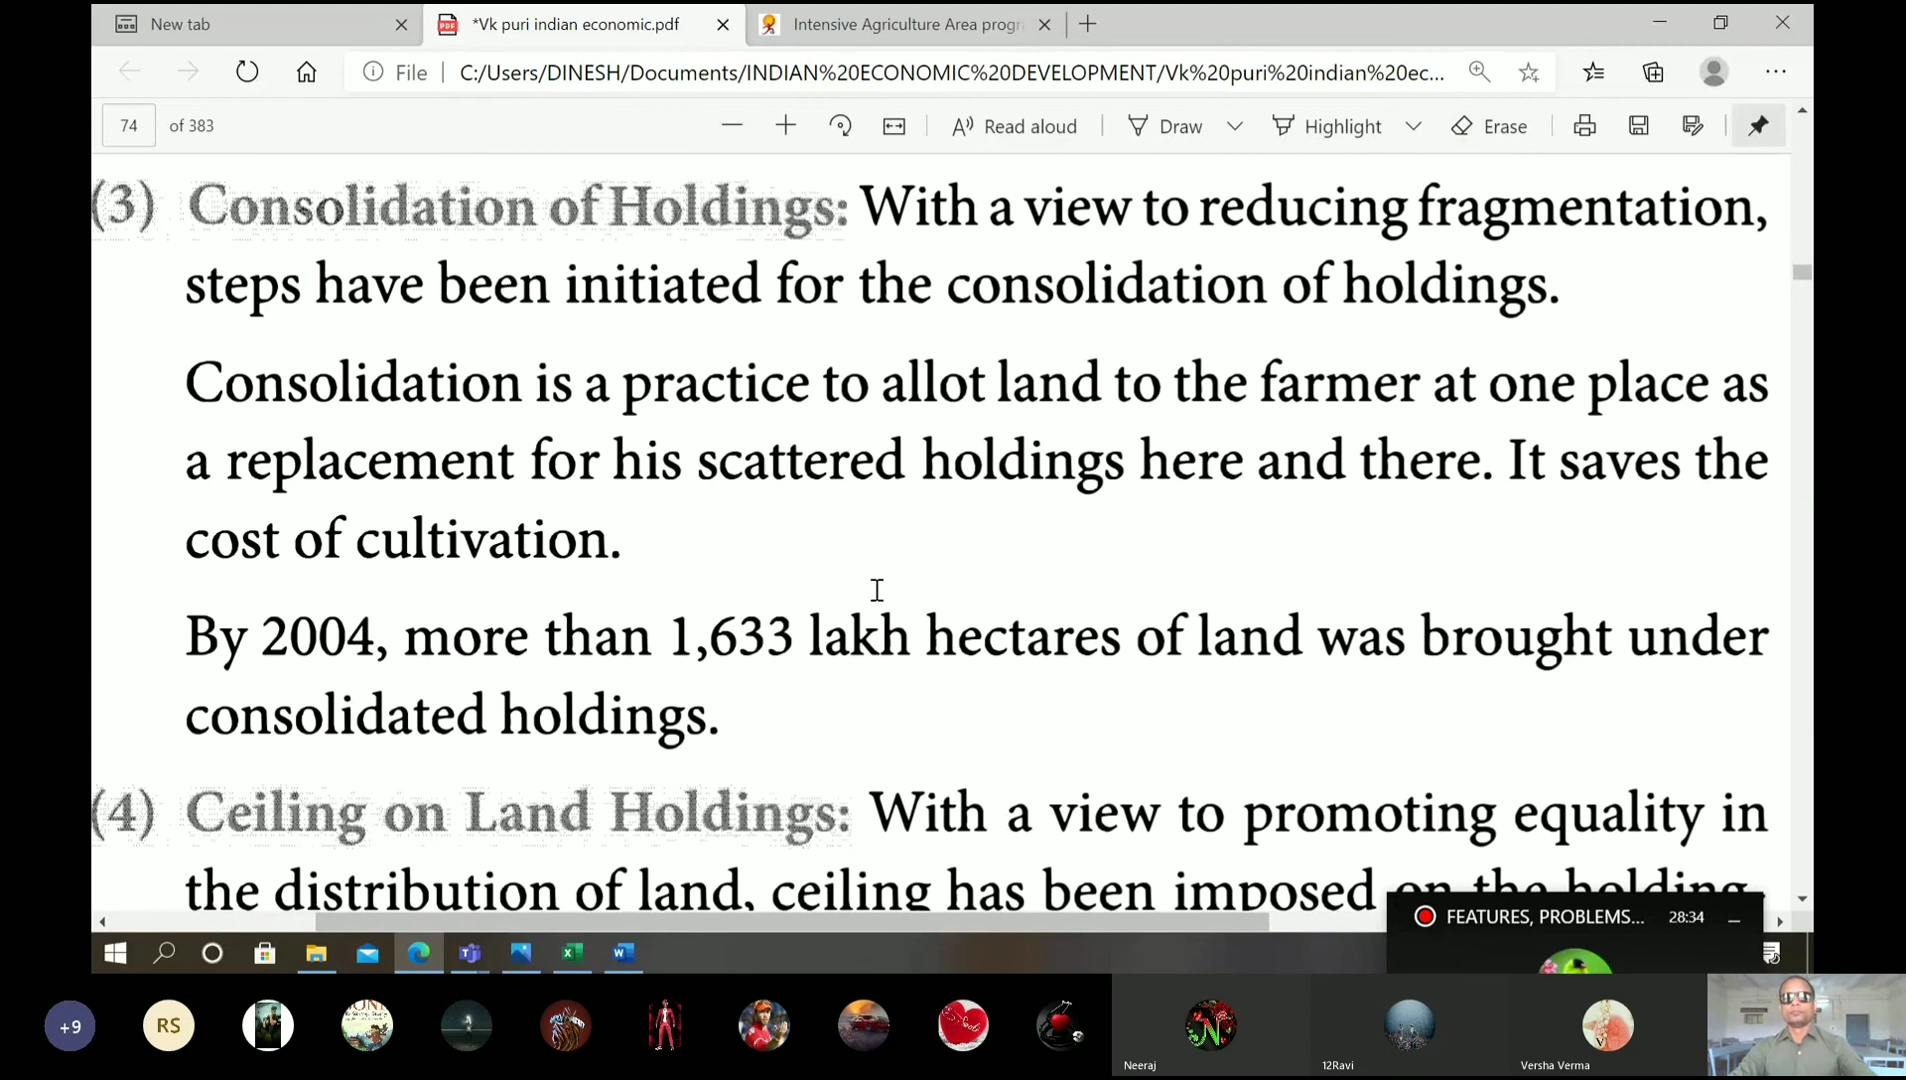 New tab
*Vk puri indian economic.pdf
Intensive Agriculture Area progr
File
C:/Users/DINESH/Documents/INDIAN%20ECONOMIC%20DEVELOPMENT/Vk%20puri%20indian%20ec...
74 of 383
Read aloud
Draw
Highlight
Erase
(3) Consolidation of Holdings: With a view to reducing fragmentation,
steps have been initiated for the consolidation of holdings.
Consolidation is a practice to allot land to the farmer at one place as
a replacement for his scattered holdings here and there. It saves the
cost of cultivation.
By 2004, more than 1,633 lakh hectares of land was brought under
consolidated holdings.
(4) Ceiling on Land Holdings: With a view to promoting equality in
the distribution of land, ceiling has been imposed on the holding
FEATURES, PROBLEMS... 28:34
+9
RS
Neeraj
12Ravi
Versha Verma